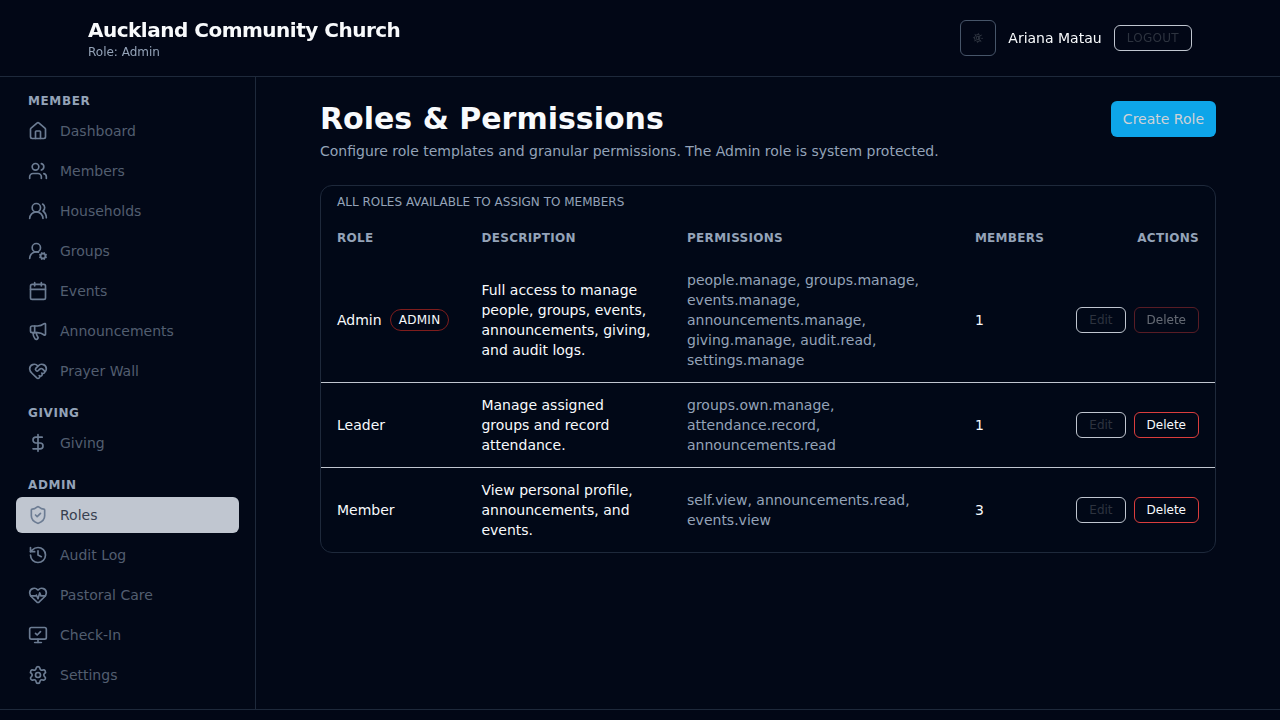 Auckland Community Church
Role: Admin
Ariana Matau
LOGOUT
MEMBER
Dashboard
Members
Households
Groups
Events
Announcements
Prayer Wall
GIVING
Giving
ADMIN
Roles
Audit Log
Pastoral Care
Check-In
Settings
Roles & Permissions
Create Role
Configure role templates and granular permissions. The Admin role is system protected.
ALL ROLES AVAILABLE TO ASSIGN TO MEMBERS
ROLE DESCRIPTION PERMISSIONS MEMBERS ACTIONS
Admin ADMIN
Full access to manage
people, groups, events,
announcements, giving,
and audit logs.
people.manage, groups.manage,
events.manage,
announcements.manage,
giving.manage, audit.read,
settings.manage
1
Edit Delete
Leader
Manage assigned
groups and record
attendance.
groups.own.manage,
attendance.record,
announcements.read
1
Edit Delete
Member
View personal profile,
announcements, and
events.
self.view, announcements.read,
events.view
3
Edit Delete